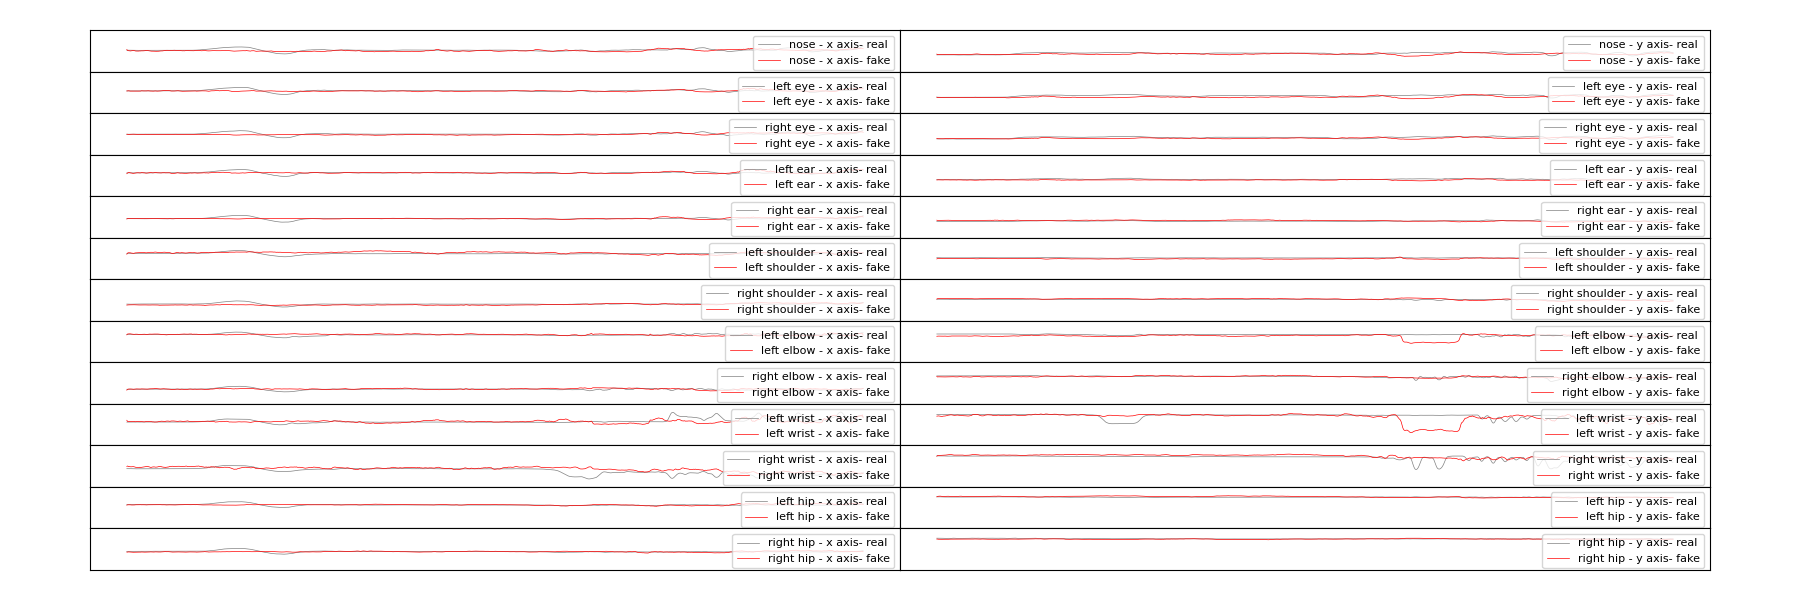 nose - x axis- real
nose - x axis- fake
nose - y axis- real
nose - y axis- fake
left eye - x axis- real
left eye - x axis- fake
left eye - y axis- real
left eye - y axis- fake
right eye - x axis- real
right eye - x axis- fake
right eye - y axis- real
right eye - y axis- fake
left ear - x axis- real
left ear - x axis- fake
left ear - y axis- real
left ear - y axis- fake
right ear - x axis- real
right ear - x axis- fake
right ear - y axis- real
right ear - y axis- fake
left shoulder - x axis- real
left shoulder - x axis- fake
left shoulder - y axis- real
left shoulder - y axis- fake
right shoulder - x axis- real
right shoulder - x axis- fake
right shoulder - y axis- real
right shoulder - y axis- fake
left elbow - x axis- real
left elbow - x axis- fake
left elbow - y axis- real
left elbow - y axis- fake
right elbow - x axis- real
right elbow - x axis- fake
right elbow - y axis- real
right elbow - y axis- fake
left wrist - x axis- real
left wrist - x axis- fake
left wrist - y axis- real
left wrist - y axis- fake
right wrist - x axis- real
right wrist - x axis- fake
right wrist - y axis- real
right wrist - y axis- fake
left hip - x axis- real
left hip - x axis- fake
left hip - y axis- real
left hip - y axis- fake
right hip - x axis- real
right hip - x axis- fake
right hip - y axis- real
right hip - y axis- fake